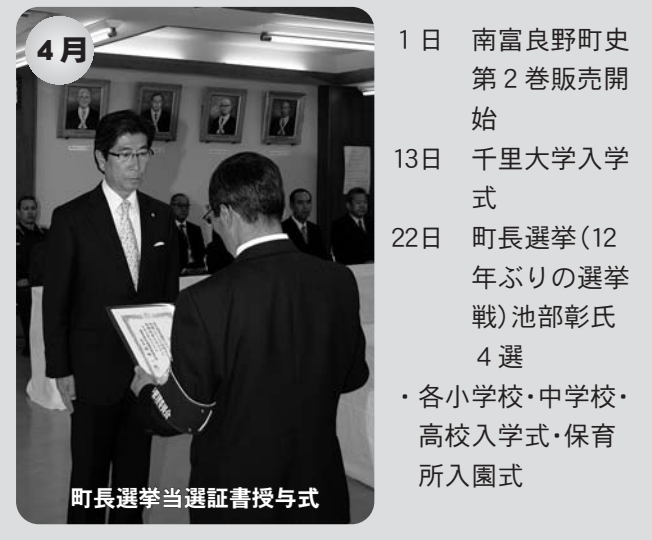 4月
町長選挙当選証書授与式
1日 南富良野町史
第2巻販売開
始
13日 千里大学入学
式
22日 町長選挙(12
年ぶりの選挙
戦)池部彰氏
4選
・各小学校・中学校・
高校入学式・保育
所入園式